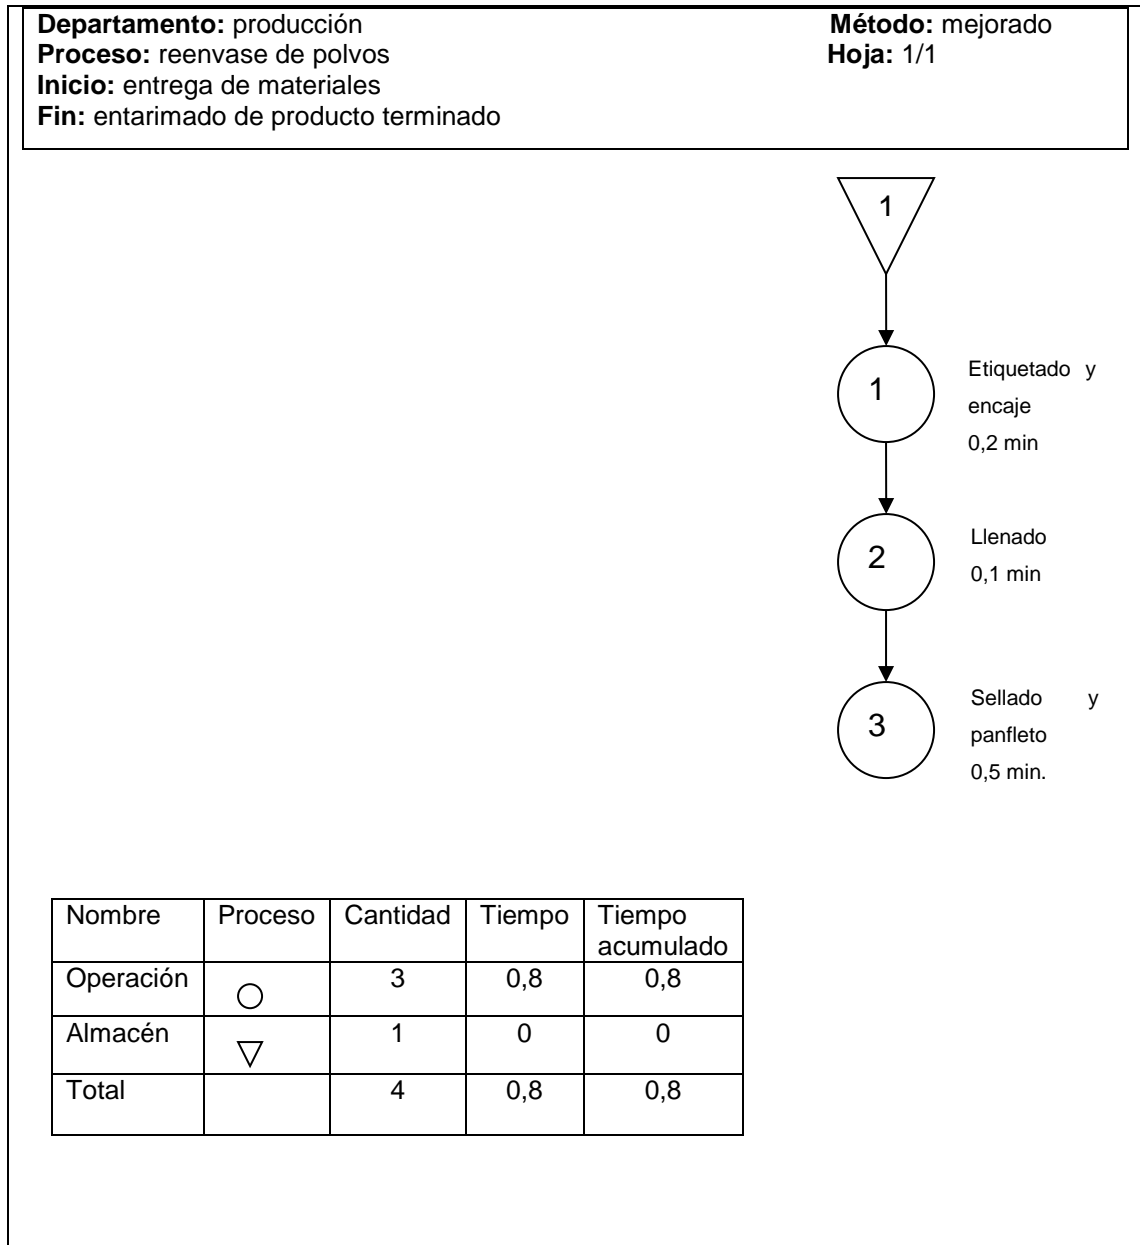 Departamento: producción Método: mejorado
Proceso: reenvase de polvos Hoja: 1/1
Inicio: entrega de materiales
Fin: entarimado de producto terminado
1
1
Etiquetado y
encaje
0,2 min
2
Llenado
0,1 min
3
Sellado y
panfleto
0,5 min.
Nombre Proceso Cantidad Tiempo Tiempo
acumulado
Operación 3 0,8 0,8
Almacén 1 0 0
Total 4 0,8 0,8